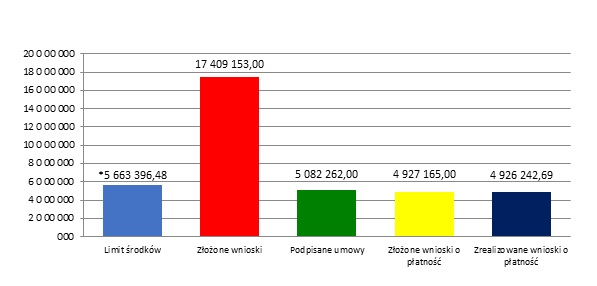 20 000 000
18 000 000
16 000 000
14 000 000
12 000 000
10 000 000
8 000 000
6 000 000
4 000 000
2 000 000
000
*5 663 396,48
17 409 153,00
5 082 262,00
4 927 165,00
4 926 242,69
Limit środków
Złożone wnioski
Podpisane umowy
Złożone wnioski o
płatność
Zrealizowane wnioski o
płatność